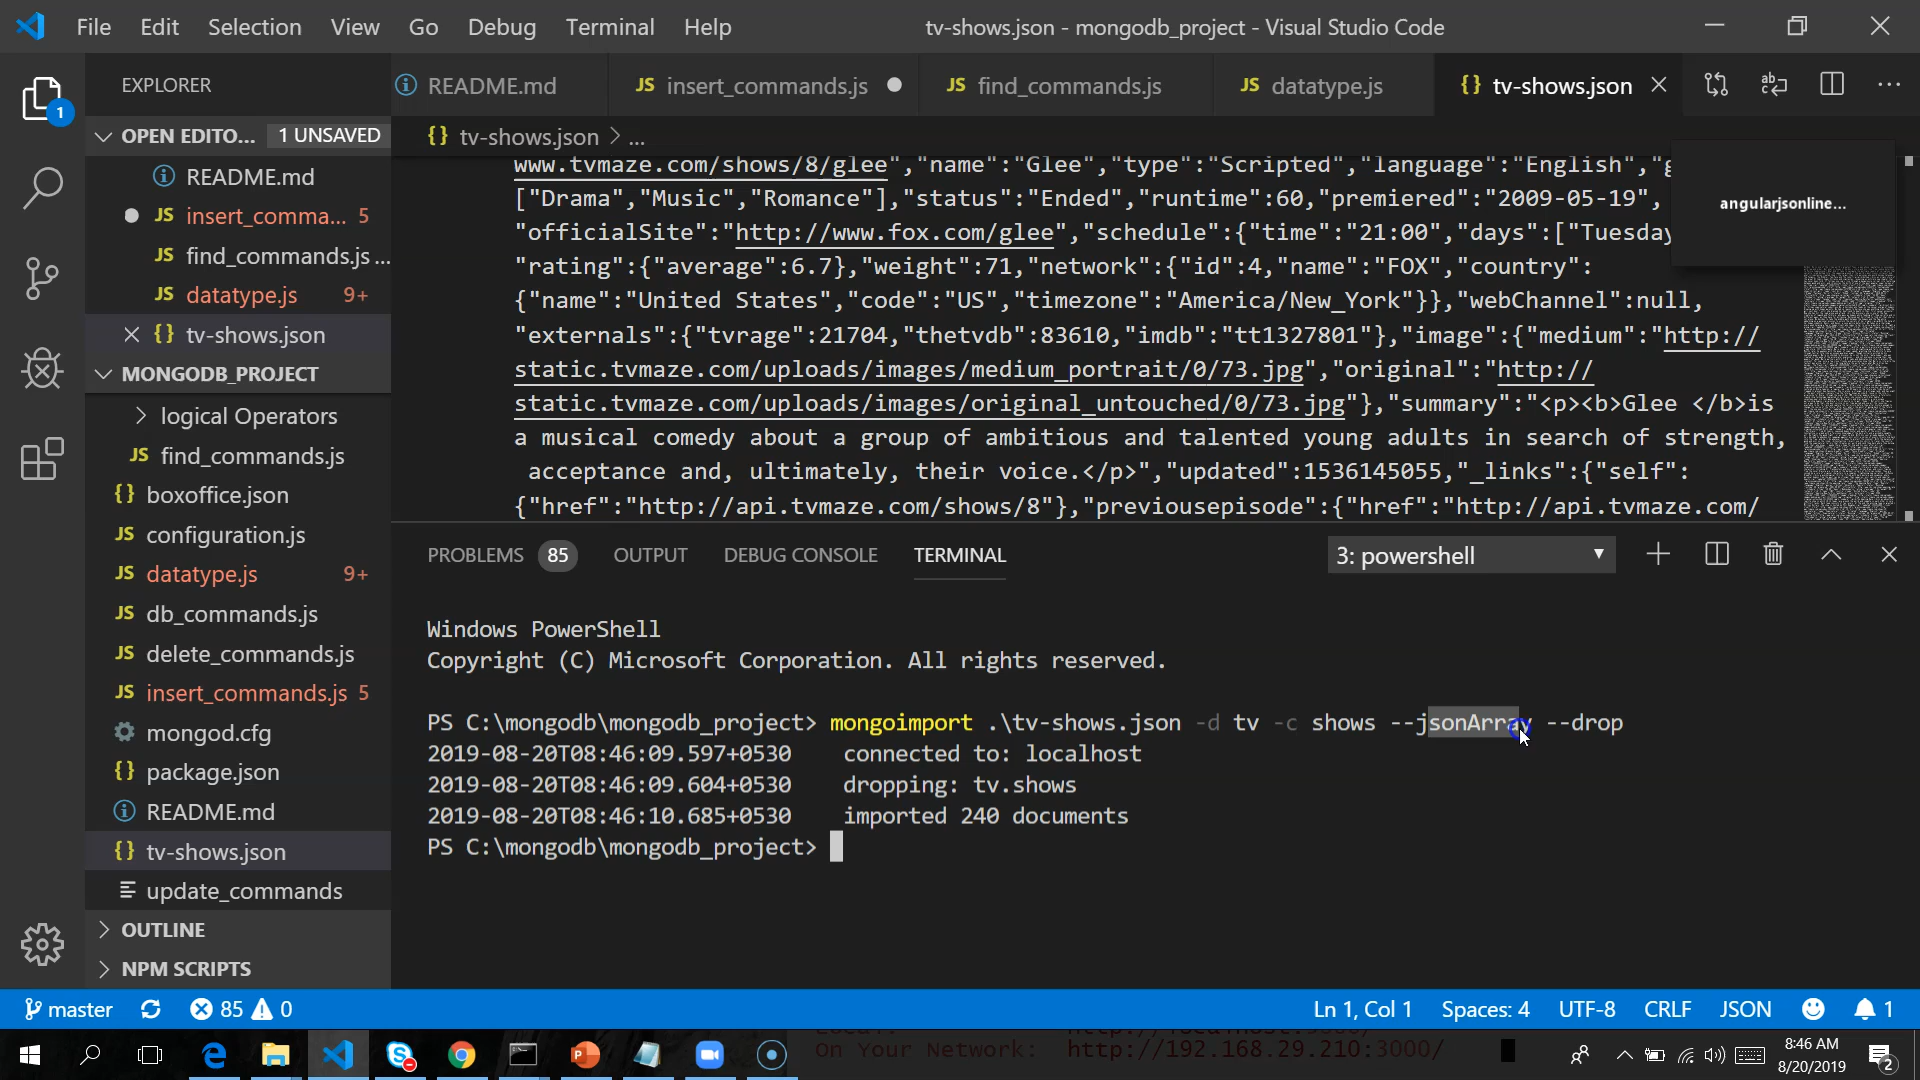 File Edit Selection View Go Debug Terminal Help
tv-shows.json - mongodb_project - Visual Studio Code
EXPLORER
README.md
JS insert_commands.js
JS find_commands.js
JS datatype.js
{} tv-shows.json
1
OPEN EDITO... 1 UNSAVED
README.md
JS insert_comma... 5
JS find_commands.js ...
JS datatype.js 9+
{} tv-shows.json
MONGODB_PROJECT
logical Operators
JS find_commands.js
{} boxoffice.json
JS configuration.js
JS datatype.js 9+
JS db_commands.js
JS delete_commands.js
JS insert_commands.js 5
mongod.cfg
{} package.json
README.md
{} tv-shows.json
update_commands
OUTLINE
NPM SCRIPTS
{} tv-shows.json > ...
www.tvmaze.com/shows/8/glee","name":"Glee","type":"Scripted","language":"English","g
["Drama","Music","Romance"],"status":"Ended","runtime":60,"premiered":"2009-05-19",
"officialSite":"http://www.fox.com/glee","schedule":{"time":"21:00","days":["Tuesday
"rating":{"average":6.7},"weight":71,"network":{"id":4,"name":"FOX","country":
{"name":"United States","code":"US","timezone":"America/New_York"}},"webChannel":null,
"externals":{"tvrage":21704,"thetvdb":83610,"imdb":"tt1327801"},"image":{"medium":"http://
static.tvmaze.com/uploads/images/medium_portrait/0/73.jpg","original":"http://
static.tvmaze.com/uploads/images/original_untouched/0/73.jpg"},"summary":"<p><b>Glee </b>is
a musical comedy about a group of ambitious and talented young adults in search of strength,
acceptance and, ultimately, their voice.</p>","updated":1536145055,"_links":{"self":
{"href":"http://api.tvmaze.com/shows/8"},"previousepisode":{"href":"http://api.tvmaze.com/
angularjsonline...
PROBLEMS 85 OUTPUT DEBUG CONSOLE TERMINAL
3: powershell
Windows PowerShell
Copyright (C) Microsoft Corporation. All rights reserved.
PS C:\mongodb\mongodb_project> mongoimport .\tv-shows.json -d tv -c shows --jsonArray --drop
2019-08-20T08:46:09.597+0530 connected to: localhost
2019-08-20T08:46:09.604+0530 dropping: tv.shows
2019-08-20T08:46:10.685+0530 imported 240 documents
PS C:\mongodb\mongodb_project>
master 85 0
Ln 1, Col 1 Spaces: 4 UTF-8 CRLF JSON 1
On Your Network: http://192.168.29.210:3000/
8:46 AM
8/20/2019
2